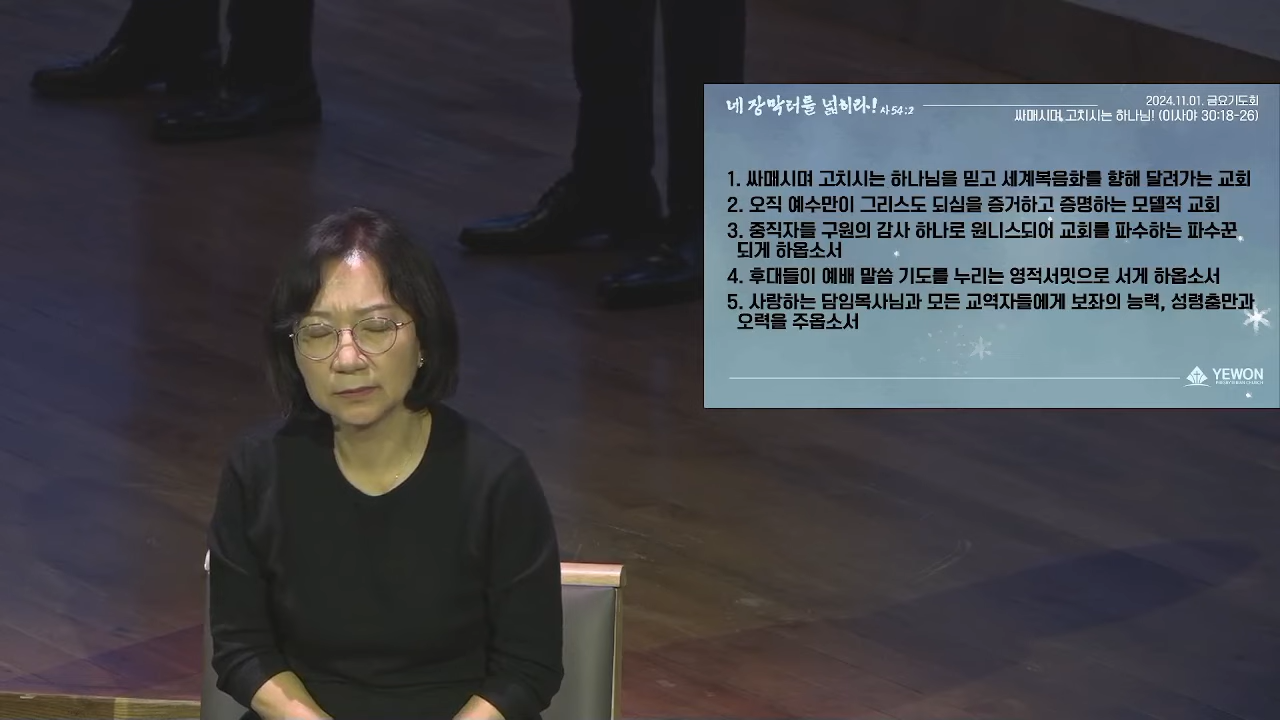 네 장막터를 넓히라! 사 54:2
2024.11.01. 금요기도회
싸매시며, 고치시는 하나님! (이사야 30:18-26)
1. 싸매시며 고치시는 하나님을 믿고 세계복음화를 향해 달려가는 교회
2. 오직 예수만이 그리스도 되심을 증거하고 증명하는 모델적 교회
3. 중직자들 구원의 감사 하나로 원니스되어 교회를 파수하는 파수꾼
되게 하옵소서
4. 후대들이 예배 말씀 기도를 누리는 영적서밋으로 서게 하옵소서
5. 사랑하는 담임목사님과 모든 교역자들에게 보좌의 능력, 성령충만과
오력을 주옵소서
YEWON
PRESBYTERIAN CHURCH